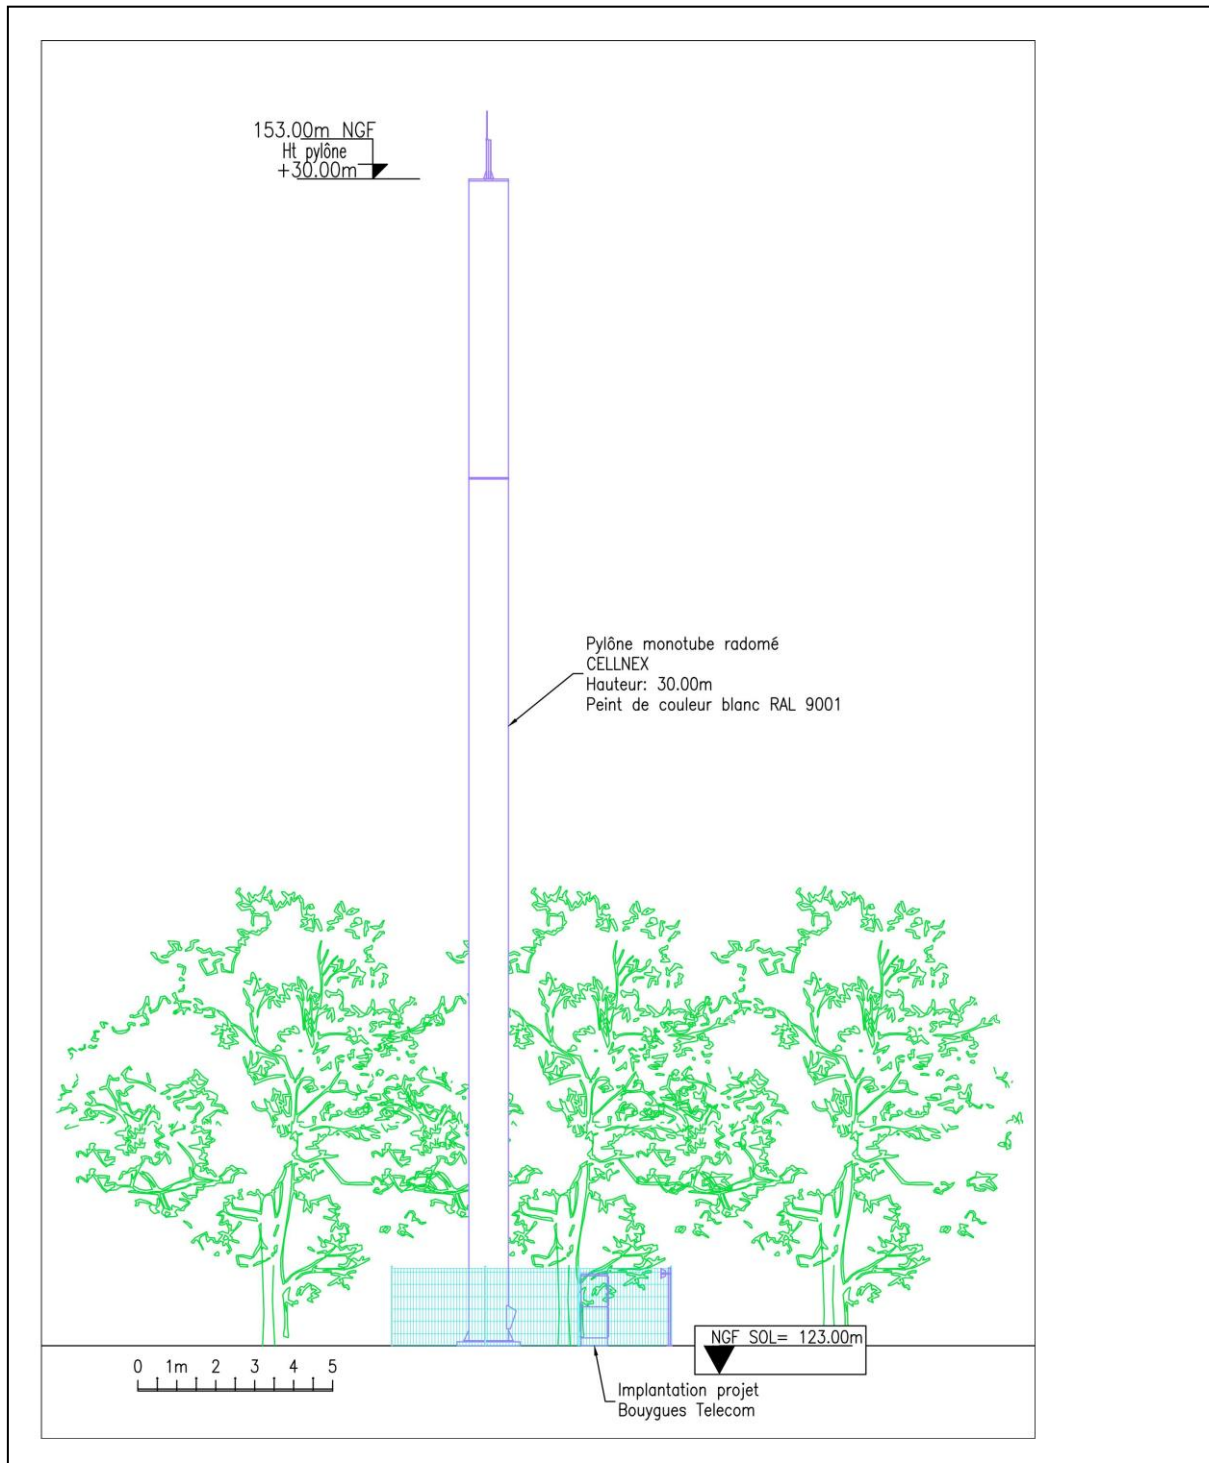 153.00m NGF
Ht pylône
+30.00m
Pylône monotube radomé
CELLNEX
Hauteur: 30.00m
Peint de couleur blanc RAL 9001
NGF SOL= 123.00m
0 1m 2 3 4 5
Implantation projet
Bouygues Telecom